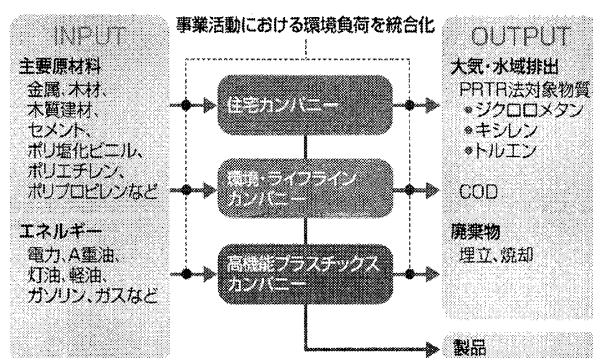 事業活動における環境負荷を統合化
INPUT
主要原材料
金属、木材、
木質建材、
セメント、
ポリ塩化ビニル、
ポリエチレン、
ポリプロピレンなど
エネルギー
電力、A重油、
灯油、軽油、
ガソリン、ガスなど
住宅カンパニー
環境・ライフライン
カンパニー
高機能プラスチックス
カンパニー
OUTPUT
大気・水域排出
PRTR法対象物質
●ジクロロメタン
●キシレン
●トルエン
COD
廃棄物
埋立、焼却
製品